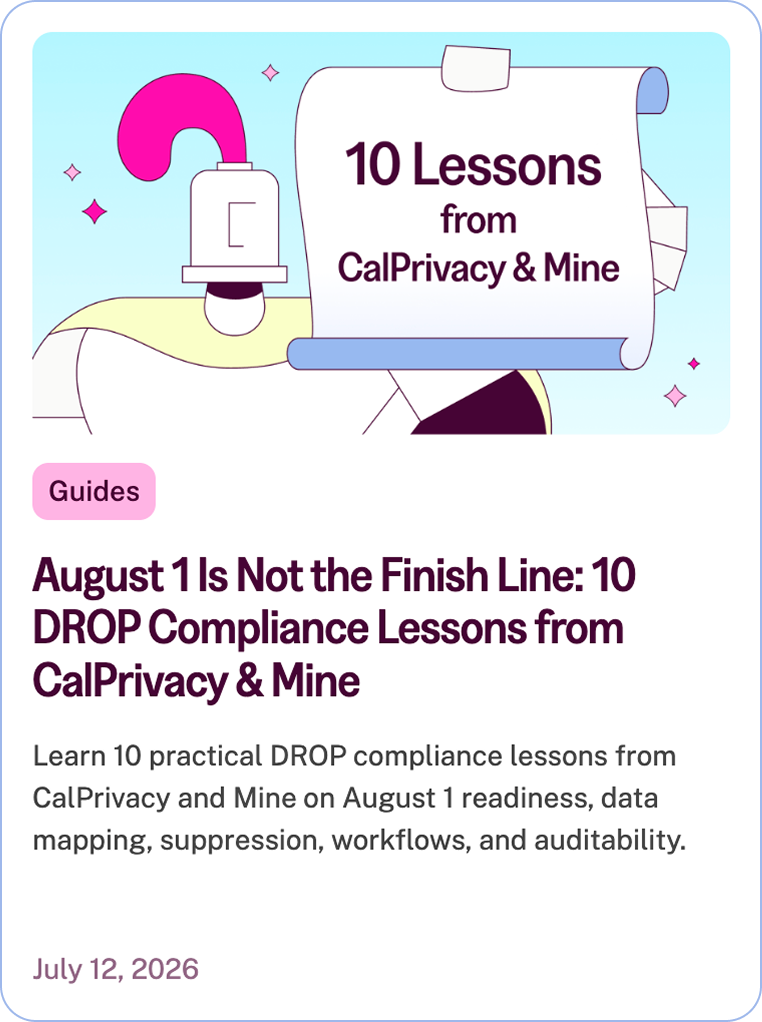 10 Lessons
from
CalPrivacy & Mine
Guides
August 1 Is Not the Finish Line: 10
DROP Compliance Lessons from
CalPrivacy & Mine
Learn 10 practical DROP compliance lessons from
CalPrivacy and Mine on August 1 readiness, data
mapping, suppression, workflows, and auditability.
July 12, 2026